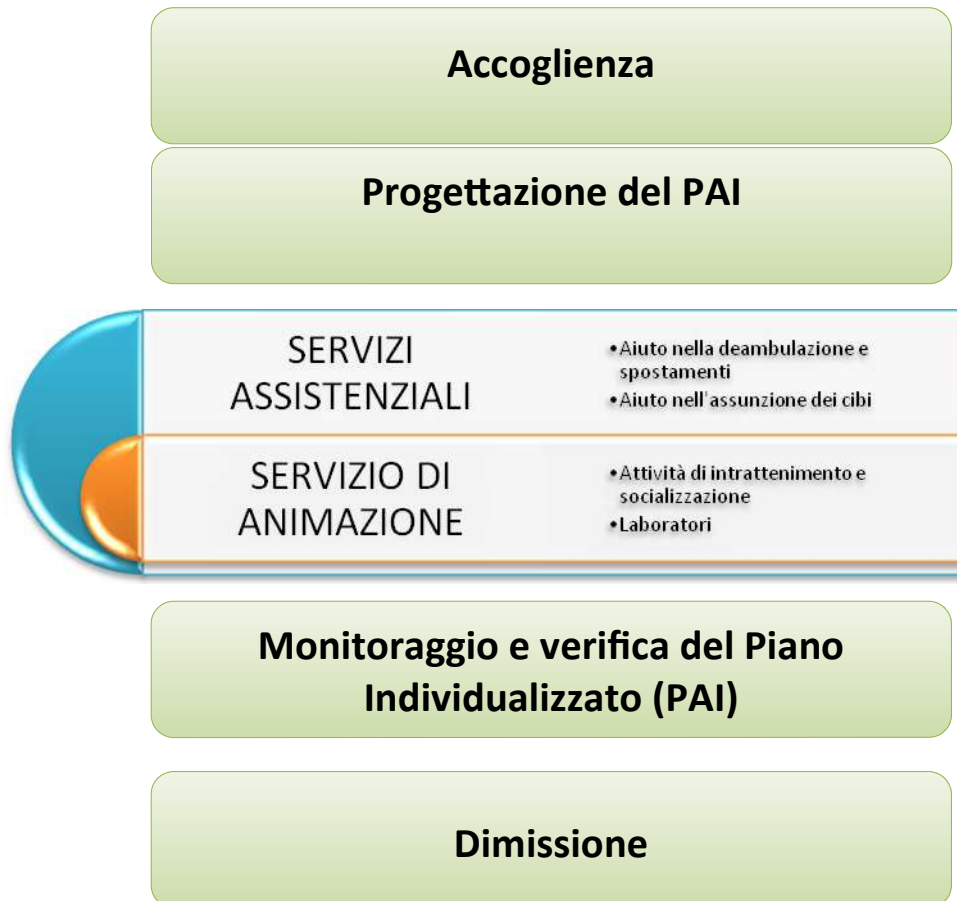 Accoglienza
Progettazione del PAI
SERVIZI
ASSISTENZIALI
•Aiuto nella deambulazione e
spostamenti
•Aiuto nell'assunzione dei cibi
SERVIZIO DI
ANIMAZIONE
•Attività di intrattenimento e
socializzazione
•Laboratori
Monitoraggio e verifica del Piano
Individualizzato (PAI)
Dimissione